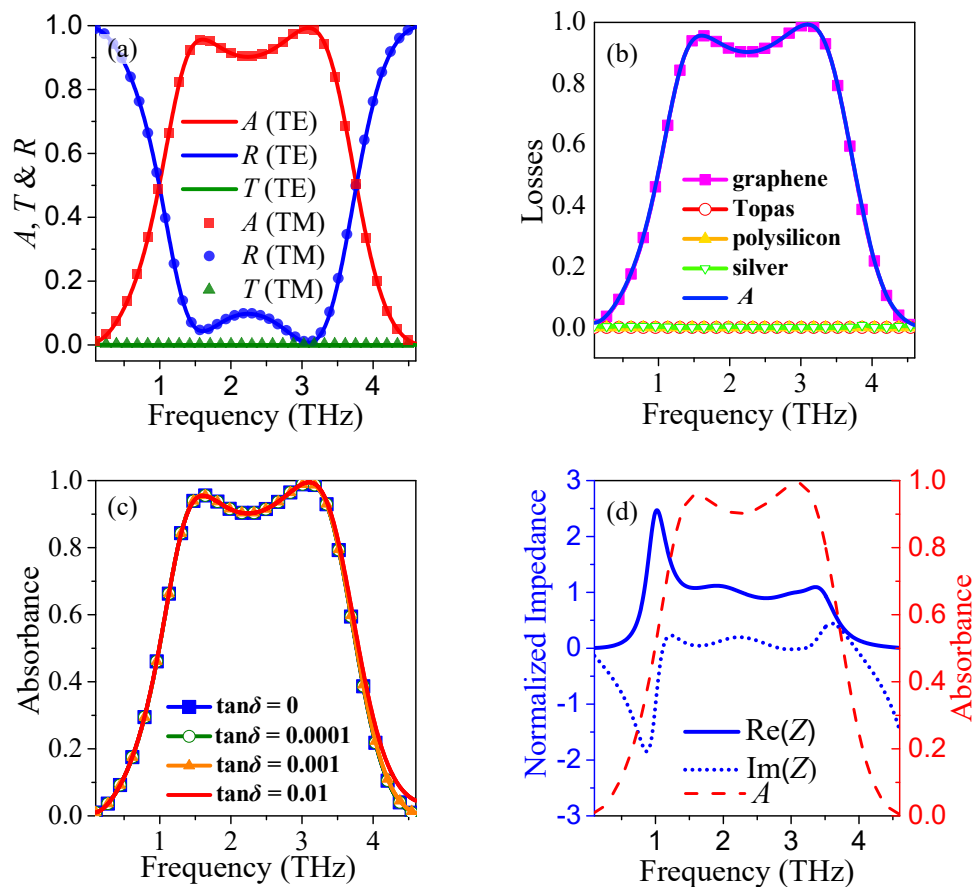 (a)
1.0
0.8
0.6
0.4
0.2
0.0
A, T & R
A (TE)
R (TE)
T (TE)
A (TM)
R (TM)
T (TM)
1 2 3 4
Frequency (THz)
(b)
1.0
0.8
0.6
0.4
0.2
0.0
Losses
graphene
Topas
polysilicon
silver
A
1 2 3 4
Frequency (THz)
(c)
1.0
0.8
0.6
0.4
0.2
0.0
Absorbance
tanδ = 0
tanδ = 0.0001
tanδ = 0.001
tanδ = 0.01
1 2 3 4
Frequency (THz)
(d)
3
2
1
0
-1
-2
-3
Normalized Impedance
Re(Z)
Im(Z)
A
1.0
0.8
0.6
0.4
0.2
0.0
Absorbance
1 2 3 4
Frequency (THz)